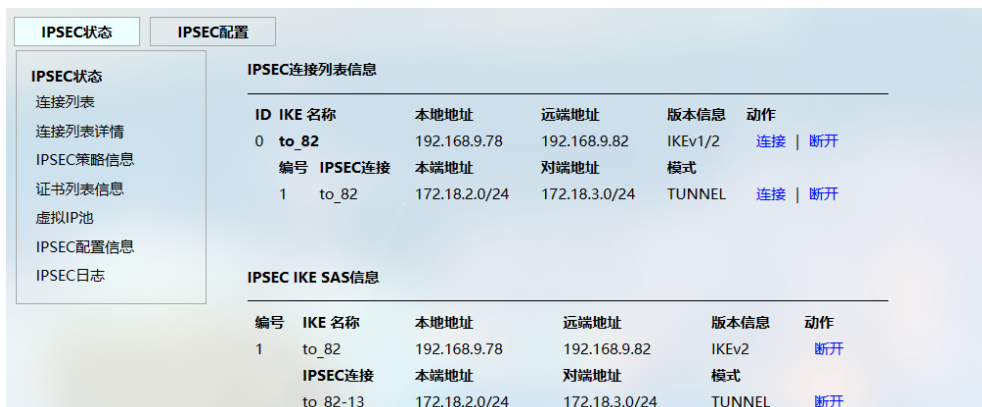 IPSEC状态 IPSEC配置
IPSEC状态
连接列表
连接列表详情
IPSEC策略信息
证书列表信息
虚拟IP池
IPSEC配置信息
IPSEC日志
IPSEC连接列表信息
ID IKE 名称 本地地址 远端地址 版本信息 动作
0 to_82 192.168.9.78 192.168.9.82 IKEv1/2 连接 | 断开
编号 IPSEC连接 本端地址 对端地址 模式
1 to_82 172.18.2.0/24 172.18.3.0/24 TUNNEL 连接 | 断开
IPSEC IKE SAS信息
编号 IKE 名称 本地地址 远端地址 版本信息 动作
1 to_82 192.168.9.78 192.168.9.82 IKEv2 断开
IPSEC连接 本端地址 对端地址 模式
to_82-13 172.18.2.0/24 172.18.3.0/24 TUNNEL 断开